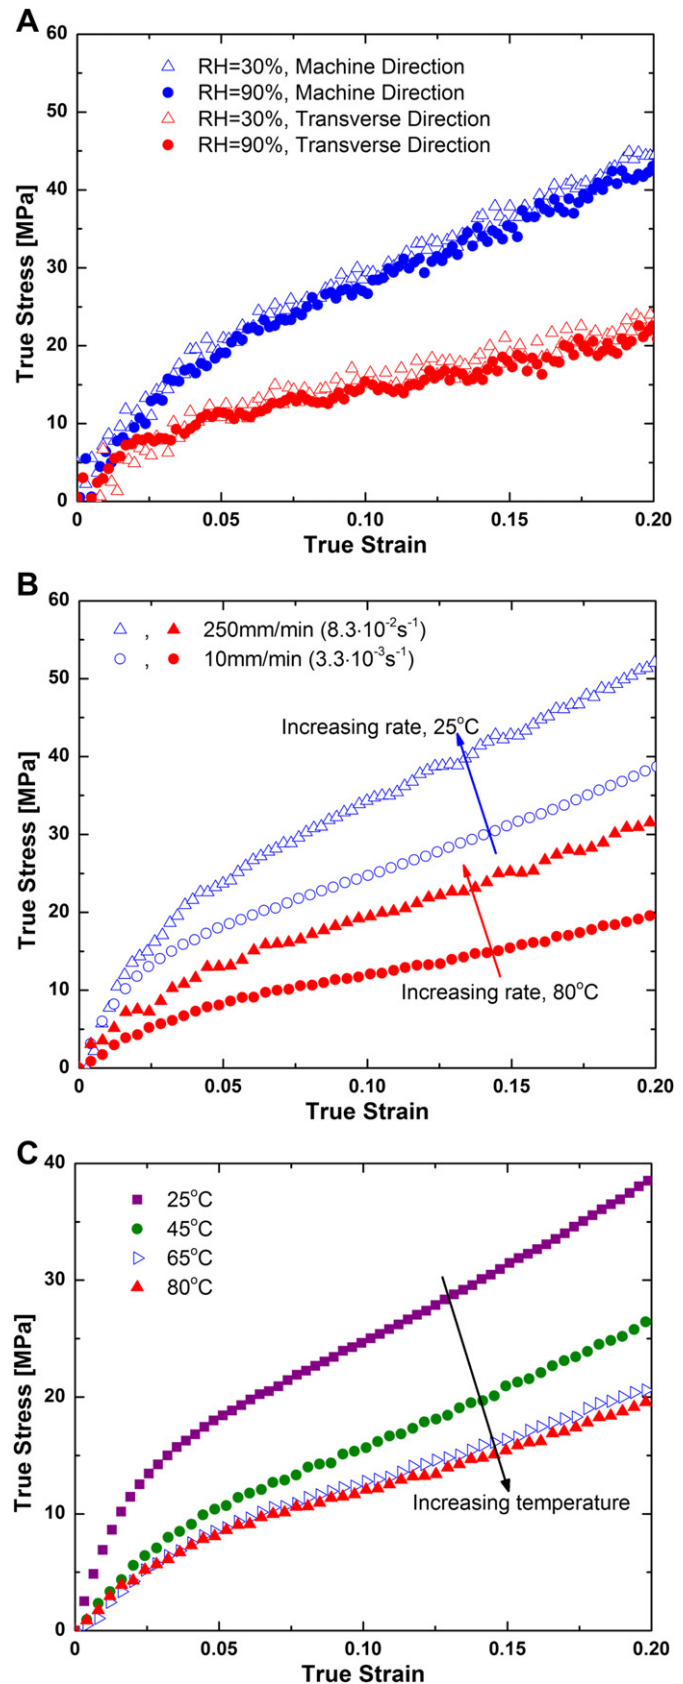 A
60
50
40
30
20
10
0
True Stress [MPa]
RH=30%, Machine Direction
RH=90%, Machine Direction
RH=30%, Transverse Direction
RH=90%, Transverse Direction
0 0.05 0.10 0.15 0.20
True Strain
B
60
50
40
30
20
10
0
True Stress [MPa]
, 250mm/min (8.3·10⁻²s⁻¹)
, 10mm/min (3.3·10⁻³s⁻¹)
Increasing rate, 25°C
Increasing rate, 80°C
0 0.05 0.10 0.15 0.20
True Strain
C
40
30
20
10
0
True Stress [MPa]
25°C
45°C
65°C
80°C
Increasing temperature
0 0.05 0.10 0.15 0.20
True Strain